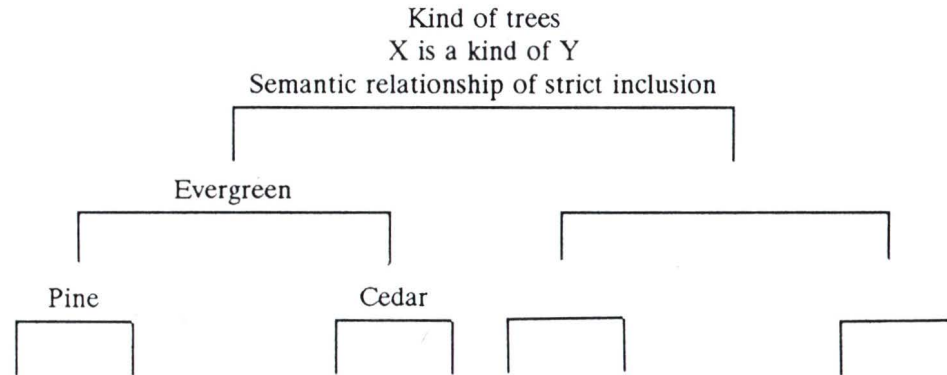 Kind of trees
X is a kind of Y
Semantic relationship of strict inclusion
Evergreen
Pine
Cedar